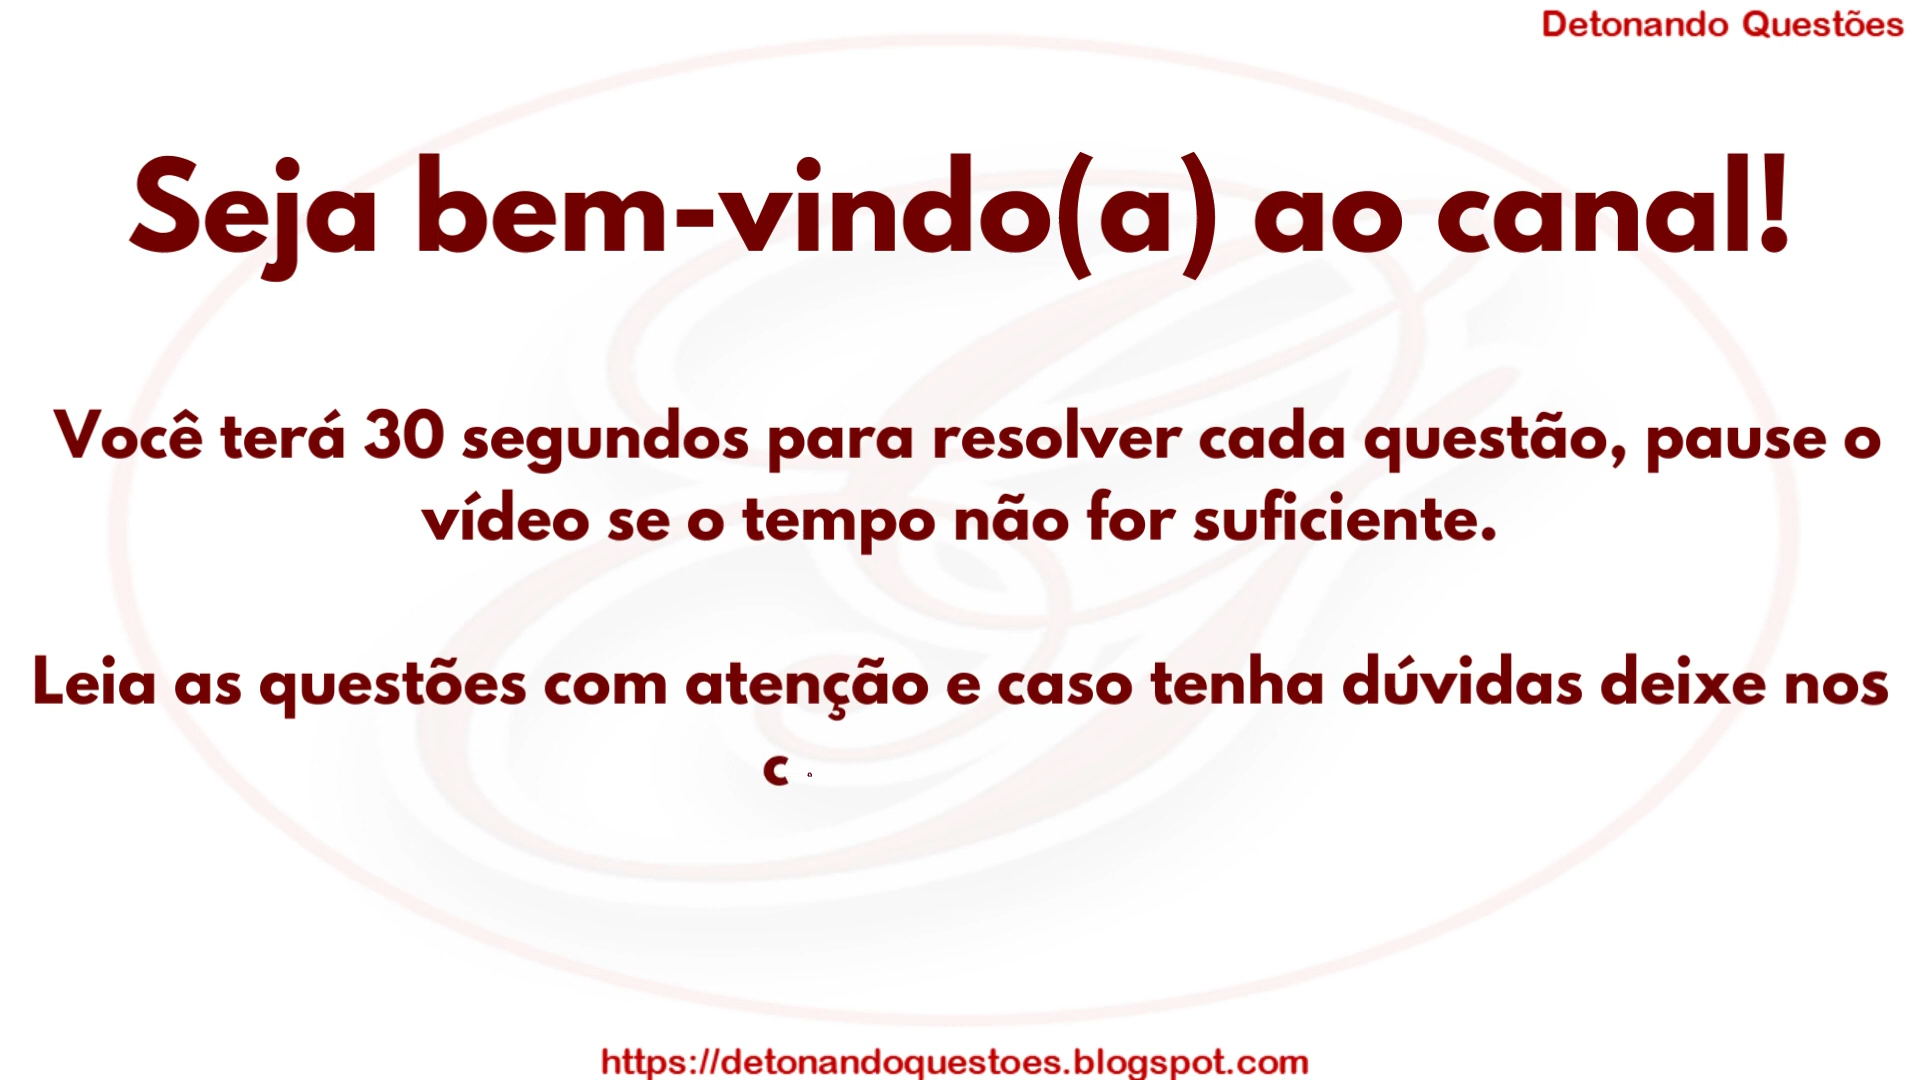 Detonando Questões
Seja bem-vindo(a) ao canal!
Você terá 30 segundos para resolver cada questão, pause o
vídeo se o tempo não for suficiente.
Leia as questões com atenção e caso tenha dúvidas deixe nos
c
https://detonandoquestoes.blogspot.com